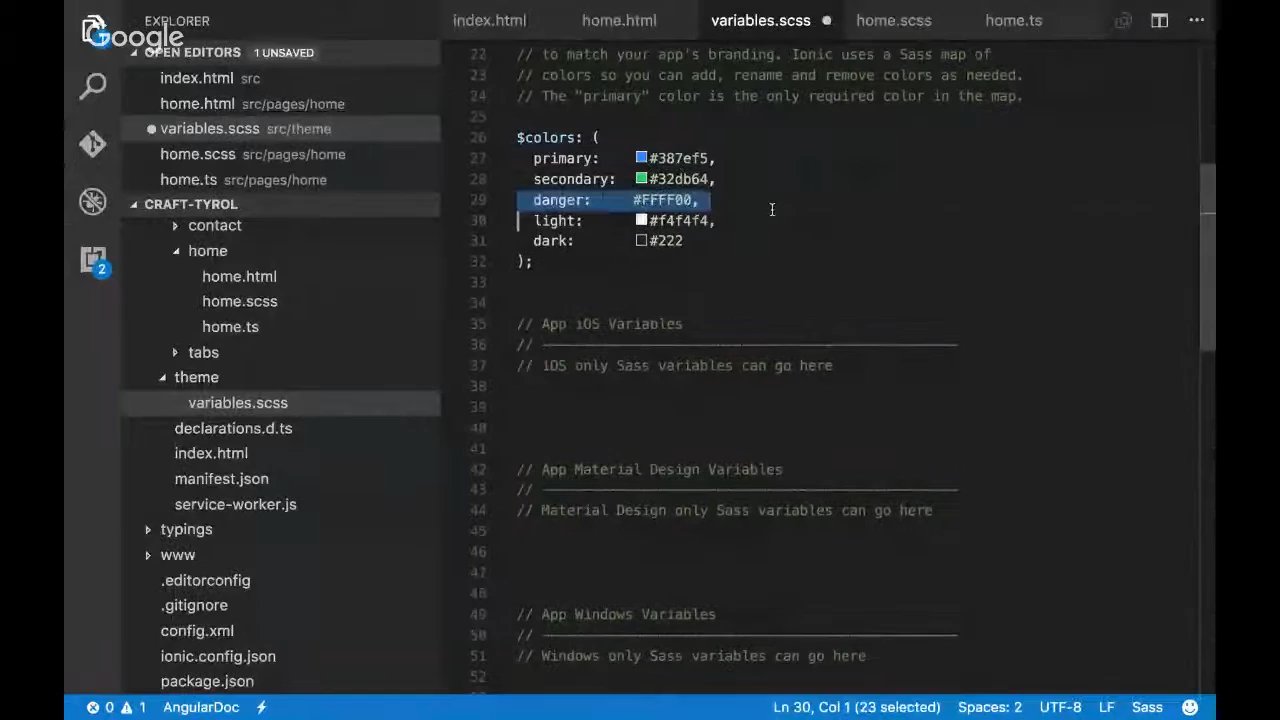 Google
EXPLORER
OPEN EDITORS 1 UNSAVED
index.html src
home.html src/pages/home
variables.scss src/theme
home.scss src/pages/home
home.ts src/pages/home
CRAFT-TYROL
contact
home
home.html
home.scss
home.ts
tabs
theme
variables.scss
declarations.d.ts
index.html
manifest.json
service-worker.js
typings
www
.editorconfig
.gitignore
config.xml
ionic.config.json
package.json
2
index.html home.html variables.scss home.scss home.ts
22 // to match your app's branding. Ionic uses a Sass map of
23 // colors so you can add, rename and remove colors as needed.
24 // The "primary" color is the only required color in the map.
25
26 $colors: (
27 primary: #387ef5,
28 secondary: #32db64,
29 danger: #FFFF00,
30 light: #f4f4f4,
31 dark: #222
32 );
33
34
35 // App iOS Variables
36 // --------------------------------------------------
37 // iOS only Sass variables can go here
38
39
40
41
42 // App Material Design Variables
43 // --------------------------------------------------
44 // Material Design only Sass variables can go here
45
46
47
48
49 // App Windows Variables
50 // --------------------------------------------------
51 // Windows only Sass variables can go here
52
0 1 AngularDoc Ln 30, Col 1 (23 selected) Spaces: 2 UTF-8 LF Sass